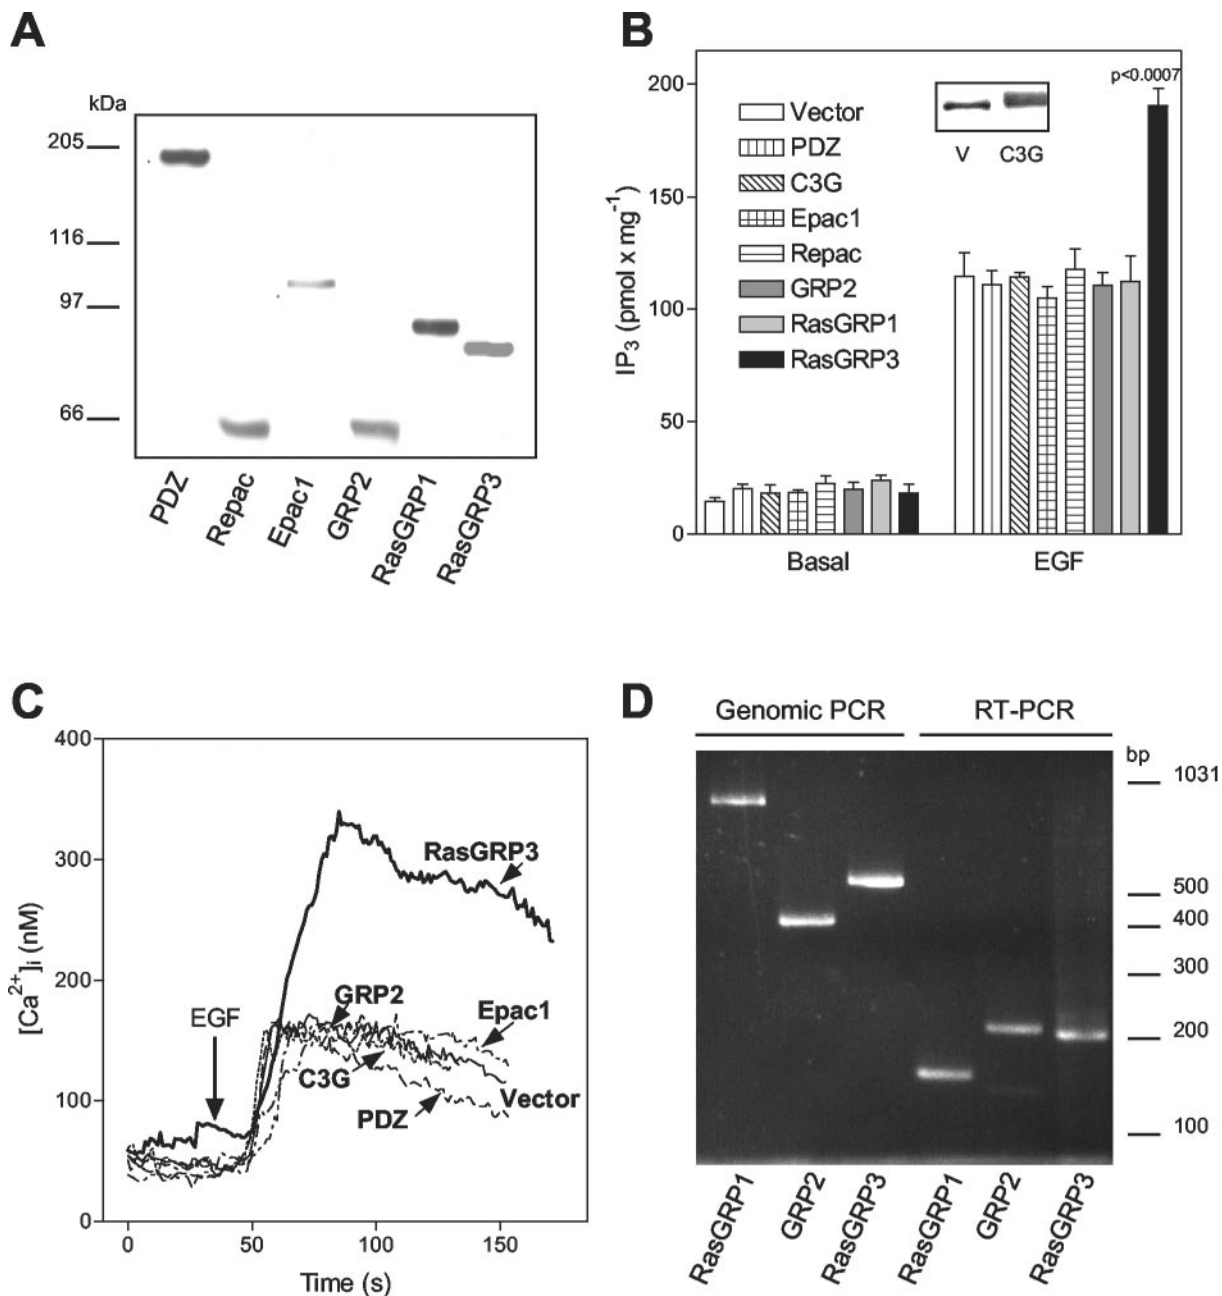 A
kDa
205
116
97
66
PDZ
Repac
Epac1
GRP2
RasGRP1
RasGRP3
B
IP3 (pmol x mg-1)
200
150
100
50
0
Vector
PDZ
C3G
Epac1
Repac
GRP2
RasGRP1
RasGRP3
V C3G
p<0.0007
Basal EGF
C
[Ca2+]i (nM)
400
300
200
100
0
RasGRP3
EGF
GRP2
Epac1
C3G
Vector
PDZ
0 50 100 150
Time (s)
D
Genomic PCR RT-PCR
bp
1031
500
400
300
200
100
RasGRP1
GRP2
RasGRP3
RasGRP1
GRP2
RasGRP3